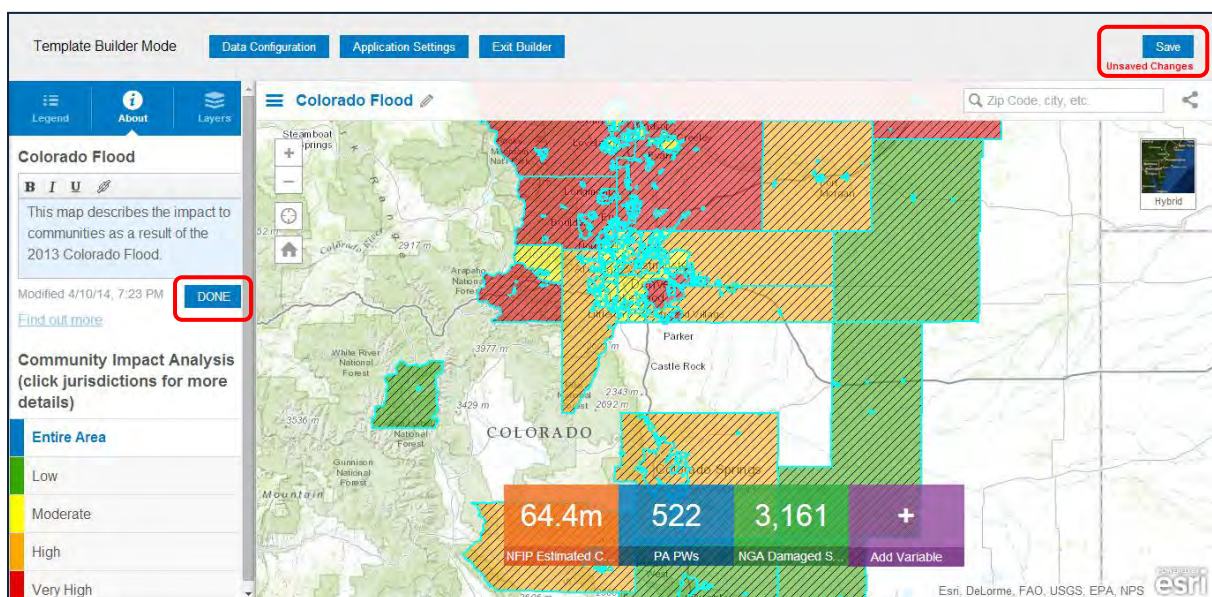 Template Builder Mode
Data Configuration
Application Settings
Exit Builder
Save
Unsaved Changes
Legend
About
Layers
Colorado Flood
Zip Code, city, etc.
Colorado Flood
B I U
This map describes the impact to
communities as a result of the
2013 Colorado Flood.
Modified 4/10/14, 7:23 PM
DONE
Find out more
Community Impact Analysis
(click jurisdictions for more
details)
Entire Area
Low
Moderate
High
Very High
Steamboat
Springs
Hybrid
2917 m
Arapaho
National
Forest
Parker
Castle Rock
White River
National
Forest
3977 m
3429 m
2343 m
2692 m
3536 m
National
Forest
COLORADO
Gunnison
National
Forest
Mountain
Colorado Springs
64.4m
NFIP Estimated C...
522
PA PWs
3,161
NGA Damaged S...
+
Add Variable
Esri, DeLorme, FAO, USGS, EPA, NPS
esri